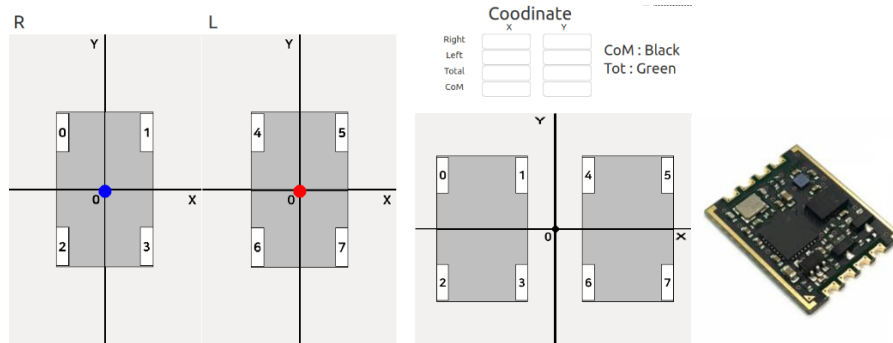 R
L
Y
Y
0
1
4
5
0
X
0
X
2
3
6
7
Coodinate
X
Y
Right
Left
Total
CoM
CoM : Black
Tot : Green
Y
0
1
4
5
0
X
2
3
6
7